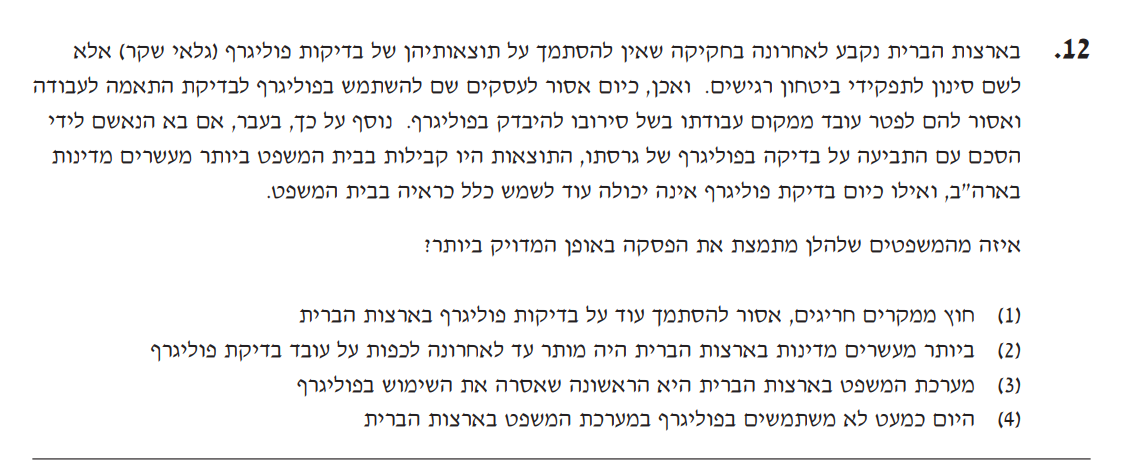 12. בארצות הברית נקבע לאחרונה בחקיקה שאין להסתמך על תוצאותיהן של בדיקות פוליגרף (גלאי שקר) אלא
לשם סינון לתפקידי ביטחון רגישים. ואכן, כיום אסור לעסקים שם להשתמש בפוליגרף לבדיקת התאמה לעבודה
ואסור להם לפטר עובד ממקום עבודתו בשל סירובו להיבדק בפוליגרף. נוסף על כך, בעבר, אם בא הנאשם לידי
הסכם עם התביעה על בדיקה בפוליגרף של גרסתו, התוצאות היו קבילות בבית המשפט ביותר מעשרים מדינות
בארה"ב, ואילו כיום בדיקת פוליגרף אינה יכולה עוד לשמש כלל כראיה בבית המשפט.
איזה מהמשפטים שלהלן מתמצת את הפסקה באופן המדויק ביותר?
(1) חוץ ממקרים חריגים, אסור להסתמך עוד על בדיקות פוליגרף בארצות הברית
(2) ביותר מעשרים מדינות בארצות הברית היה מותר עד לאחרונה לכפות על עובד בדיקת פוליגרף
(3) מערכת המשפט בארצות הברית היא הראשונה שאסרה את השימוש בפוליגרף
(4) היום כמעט לא משתמשים בפוליגרף במערכת המשפט בארצות הברית